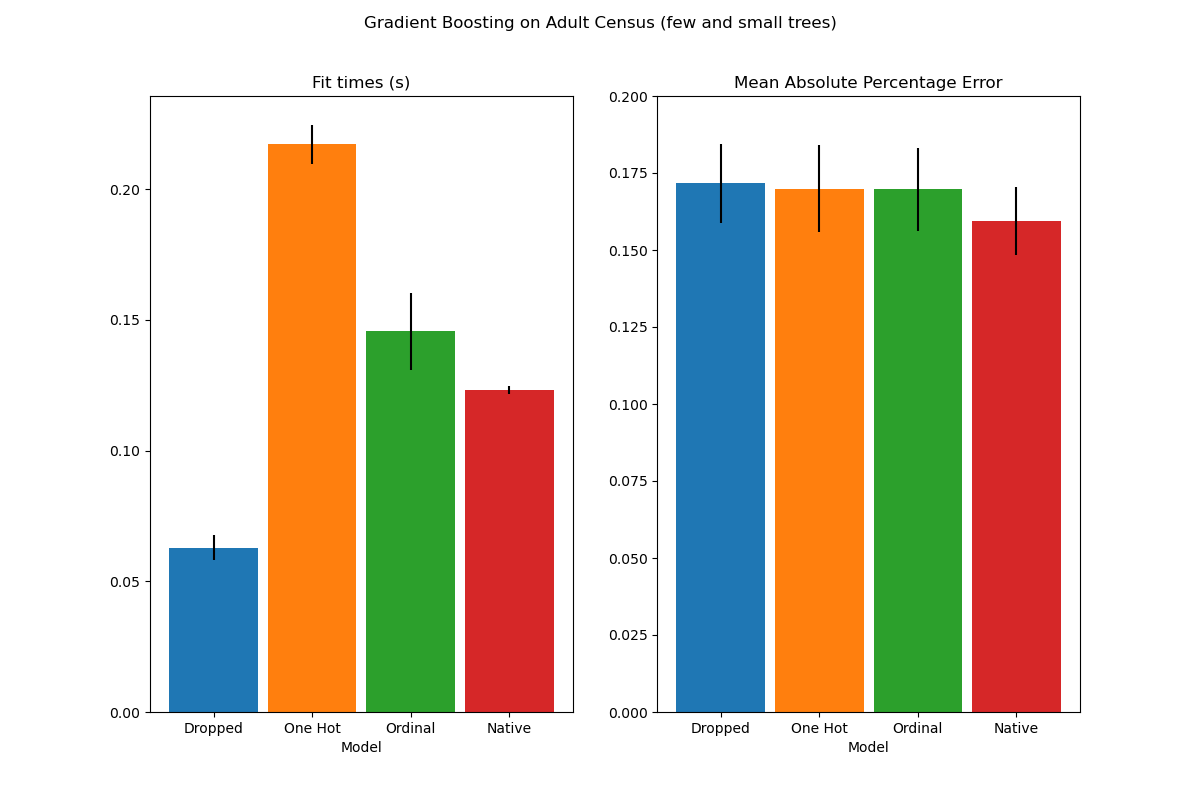 Gradient Boosting on Adult Census (few and small trees)
Fit times (s)
0.20
0.15
0.10
0.05
0.00
Dropped One Hot Ordinal Native
Model
Mean Absolute Percentage Error
0.200
0.175
0.150
0.125
0.100
0.075
0.050
0.025
0.000
Dropped One Hot Ordinal Native
Model